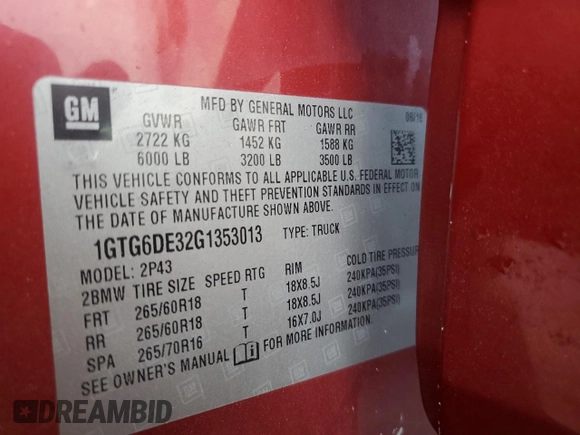 GM
MFD BY GENERAL MOTORS LLC
06/16
GVWR GAWR FRT GAWR RR
2722 KG 1452 KG 1588 KG
6000 LB 3200 LB 3500 LB
THIS VEHICLE CONFORMS TO ALL APPLICABLE U.S. FEDERAL MOTOR
VEHICLE SAFETY AND THEFT PREVENTION STANDARDS IN EFFECT ON
THE DATE OF MANUFACTURE SHOWN ABOVE.
1GTG6DE32G1353013 TYPE: TRUCK
MODEL: 2P43
2BMW TIRE SIZE SPEED RTG RIM COLD TIRE PRESSUR
FRT 265/60R18 T 18X8.5J 240KPA(35PSI)
RR 265/60R18 T 18X8.5J 240KPA(35PSI)
SPA 265/70R16 T 16X7.0J 240KPA(35PSI)
SEE OWNER'S MANUAL FOR MORE INFORMATION.
DREAMBID